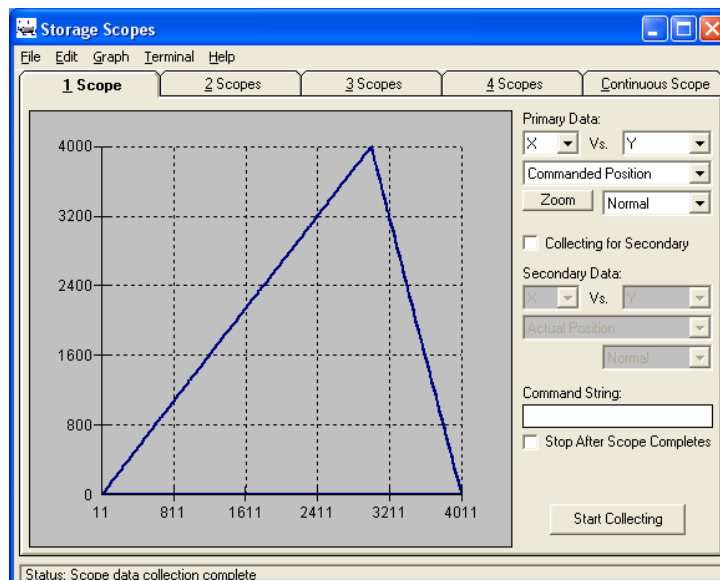 Storage Scopes
File Edit Graph Terminal Help
1 Scope
2 Scopes
3 Scopes
4 Scopes
Continuous Scope
4000
3200
2400
1600
800
0
11 811 1611 2411 3211 4011
Primary Data:
X Vs. Y
Commanded Position
Zoom Normal
Collecting for Secondary
Secondary Data:
X Vs. Y
Actual Position
Normal
Command String:
Stop After Scope Completes
Start Collecting
Status: Scope data collection complete